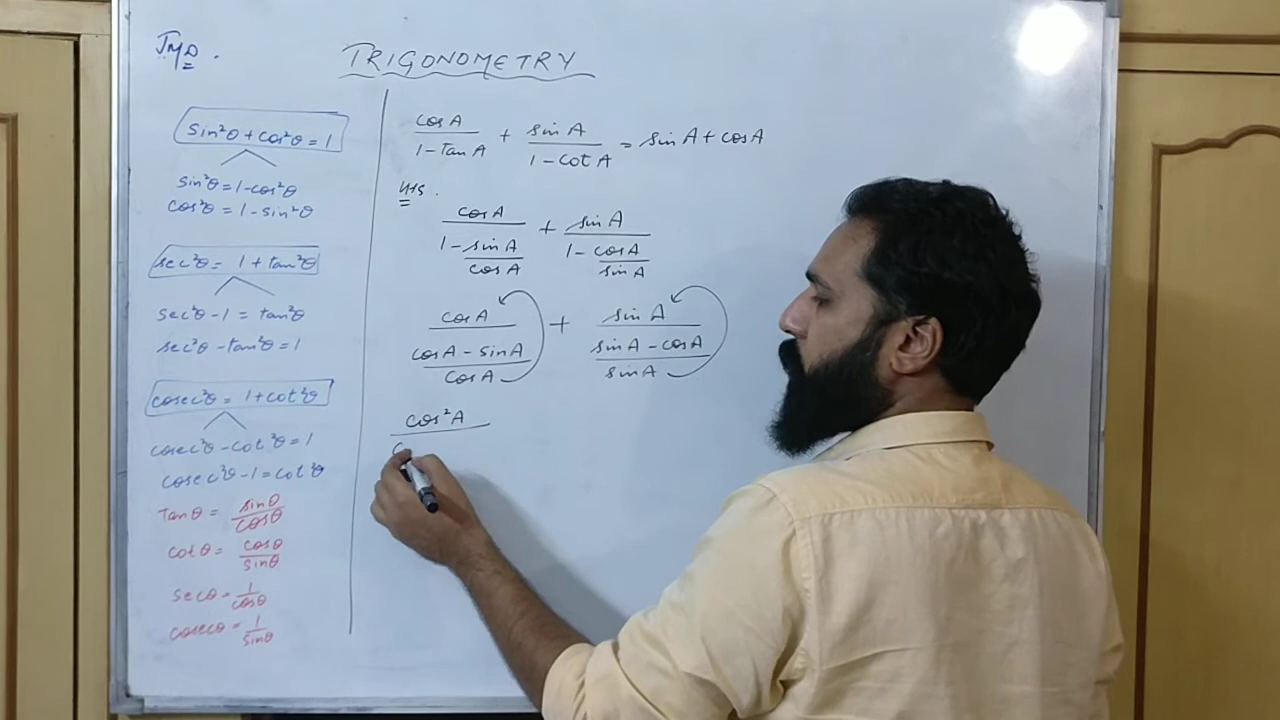 JMD.
TRIGONOMETRY
sin²θ + cos²θ = 1
sin²θ = 1 - cos²θ
cos²θ = 1 - sin²θ
sec²θ = 1 + tan²θ
sec²θ - 1 = tan²θ
sec²θ - tan²θ = 1
cosec²θ = 1 + cot²θ
cosec²θ - cot²θ = 1
cosec²θ - 1 = cot²θ
Tanθ = sinθ/cosθ
cotθ = cosθ/sinθ
secθ = 1/cosθ
cosecθ = 1/sinθ
cosA/(1 - TanA) + sinA/(1 - CotA) = sinA + cosA
LHS.
cosA/(1 - sinA/cosA) + sinA/(1 - cosA/sinA)
cosA/((cosA - sinA)/cosA) + sinA/((sinA - cosA)/sinA)
cos²A